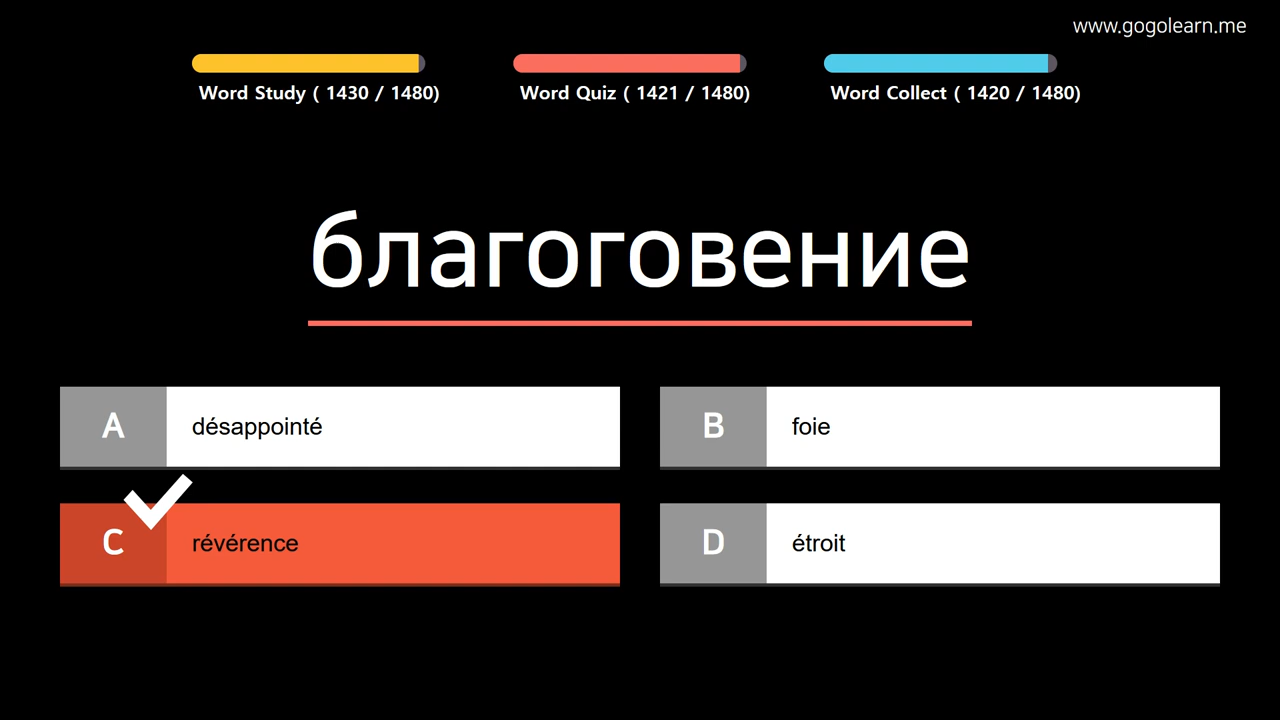 www.gogolearn.me
Word Study ( 1430 / 1480)
Word Quiz ( 1421 / 1480)
Word Collect ( 1420 / 1480)
благоговение
A désappointé
B foie
C révérence
D étroit